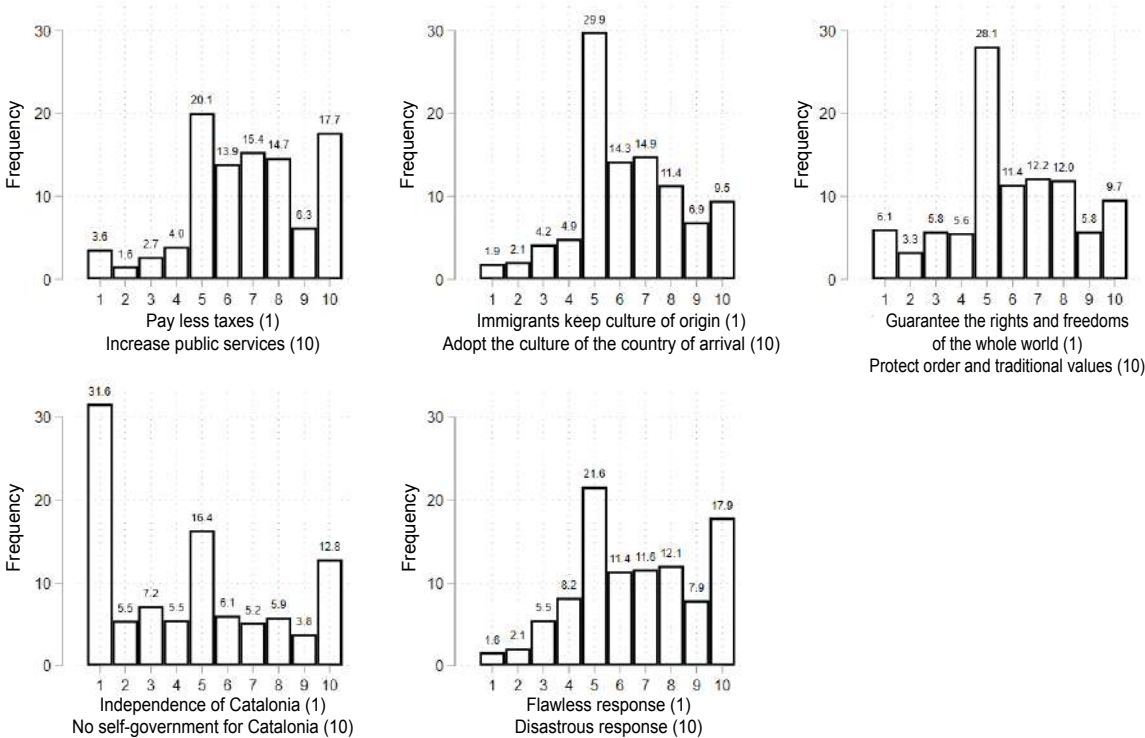 Frequency
30
20
10
0
3.6 1.6 2.7 4.0 20.1 13.9 15.4 14.7 6.3 17.7
1 2 3 4 5 6 7 8 9 10
Pay less taxes (1)
Increase public services (10)
Frequency
30
20
10
0
1.9 2.1 4.2 4.9 29.9 14.3 14.9 11.4 6.9 9.5
1 2 3 4 5 6 7 8 9 10
Immigrants keep culture of origin (1)
Adopt the culture of the country of arrival (10)
Frequency
30
20
10
0
6.1 3.3 5.8 5.6 28.1 11.4 12.2 12.0 5.8 9.7
1 2 3 4 5 6 7 8 9 10
Guarantee the rights and freedoms
of the whole world (1)
Protect order and traditional values (10)
Frequency
30
20
10
0
31.6 5.5 7.2 5.5 16.4 6.1 5.2 5.9 3.8 12.8
1 2 3 4 5 6 7 8 9 10
Independence of Catalonia (1)
No self-government for Catalonia (10)
Frequency
30
20
10
0
1.6 2.1 5.5 8.2 21.6 11.4 11.6 12.1 7.9 17.9
1 2 3 4 5 6 7 8 9 10
Flawless response (1)
Disastrous response (10)